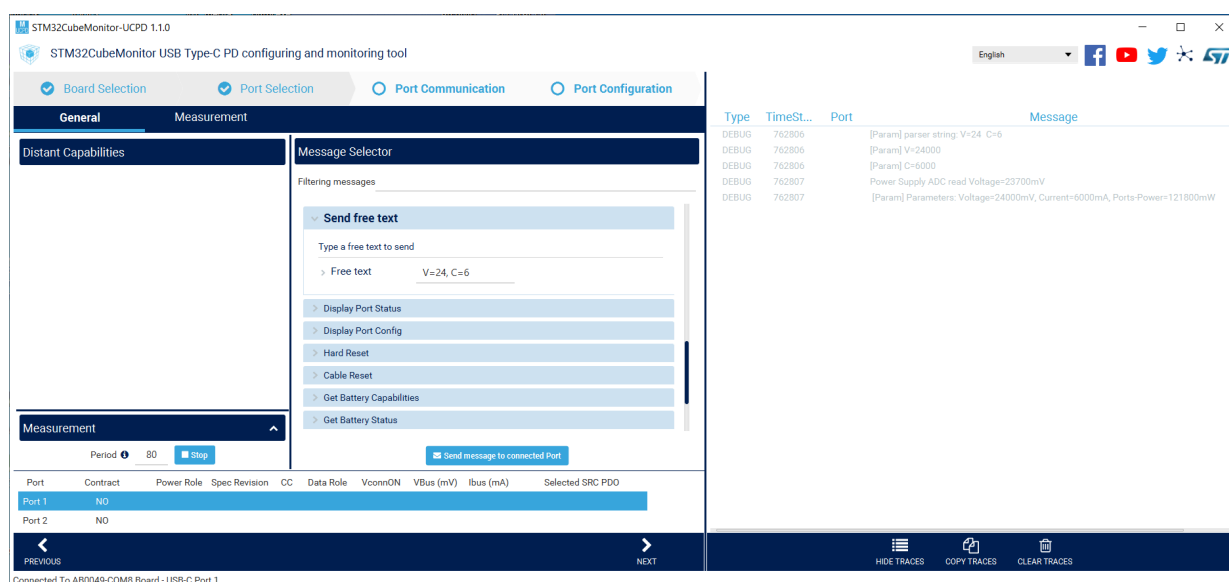 STM32CubeMonitor-UCPD 1.1.0
STM32CubeMonitor USB Type-C PD configuring and monitoring tool
English
Board Selection
Port Selection
Port Communication
Port Configuration
General
Measurement
Distant Capabilities
Message Selector
Filtering messages
Send free text
Type a free text to send
Free text V=24, C=6
Display Port Status
Display Port Config
Hard Reset
Cable Reset
Get Battery Capabilities
Get Battery Status
Measurement
Period 80 Stop
Send message to connected Port
Port Contract Power Role Spec Revision CC Data Role VconnON VBus (mV) Ibus (mA) Selected SRC PDO
Port 1 NO
Port 2 NO
PREVIOUS
NEXT
Type TimeSt... Port Message
DEBUG 762806 [Param] parser string: V=24 C=6
DEBUG 762806 [Param] V=24000
DEBUG 762806 [Param] C=6000
DEBUG 762807 Power Supply ADC read Voltage=23700mV
DEBUG 762807 [Param] Parameters: Voltage=24000mV, Current=6000mA, Ports-Power=121800mW
HIDE TRACES
COPY TRACES
CLEAR TRACES
Connected To AB0049-COM8 Board - USB-C Port 1